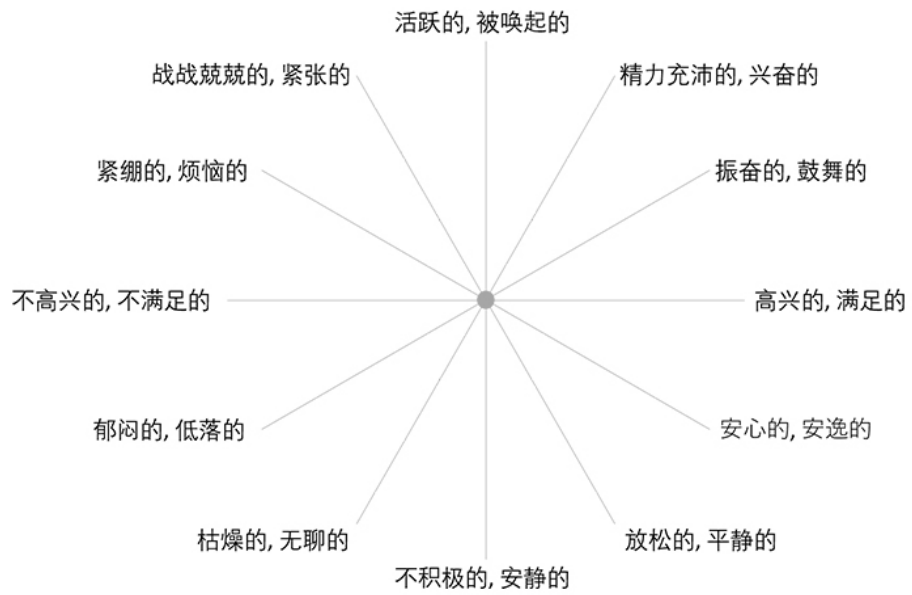 活跃的, 被唤起的
战战兢兢的, 紧张的
精力充沛的, 兴奋的
紧绷的, 烦恼的
振奋的, 鼓舞的
不高兴的, 不满足的
高兴的, 满足的
郁闷的, 低落的
安心的, 安逸的
枯燥的, 无聊的
放松的, 平静的
不积极的, 安静的